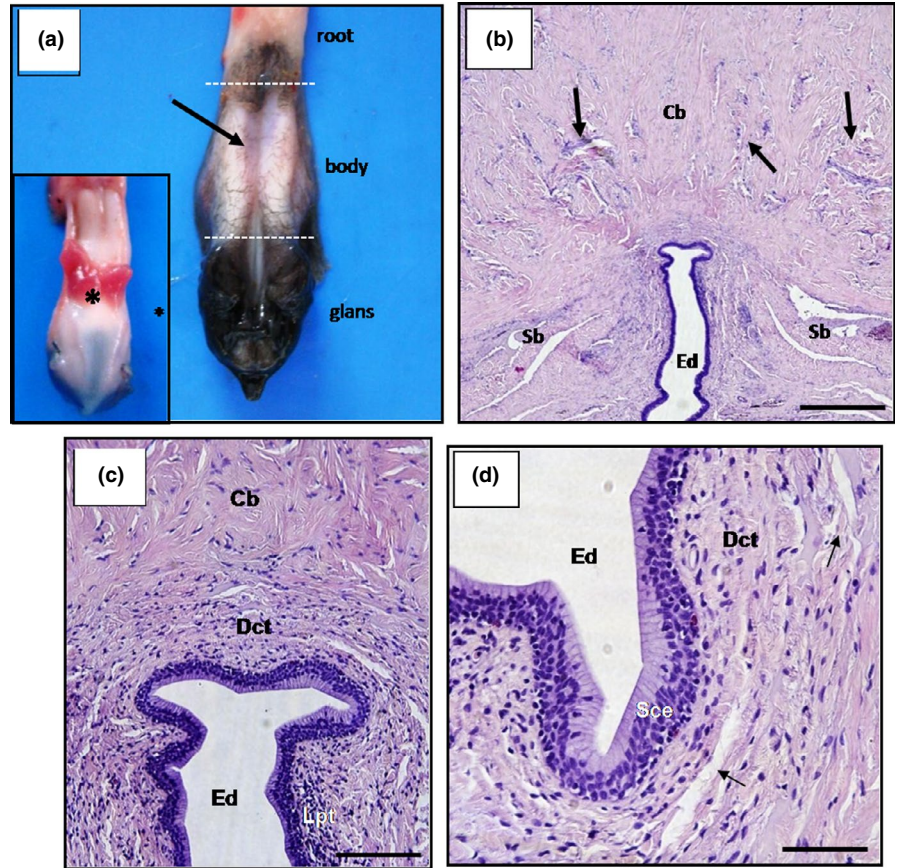 (a)
root
body
glans
*
*
(b)
Cb
Sb
Sb
Ed
(c)
Cb
Dct
Ed
Lpt
(d)
Ed
Dct
Sce